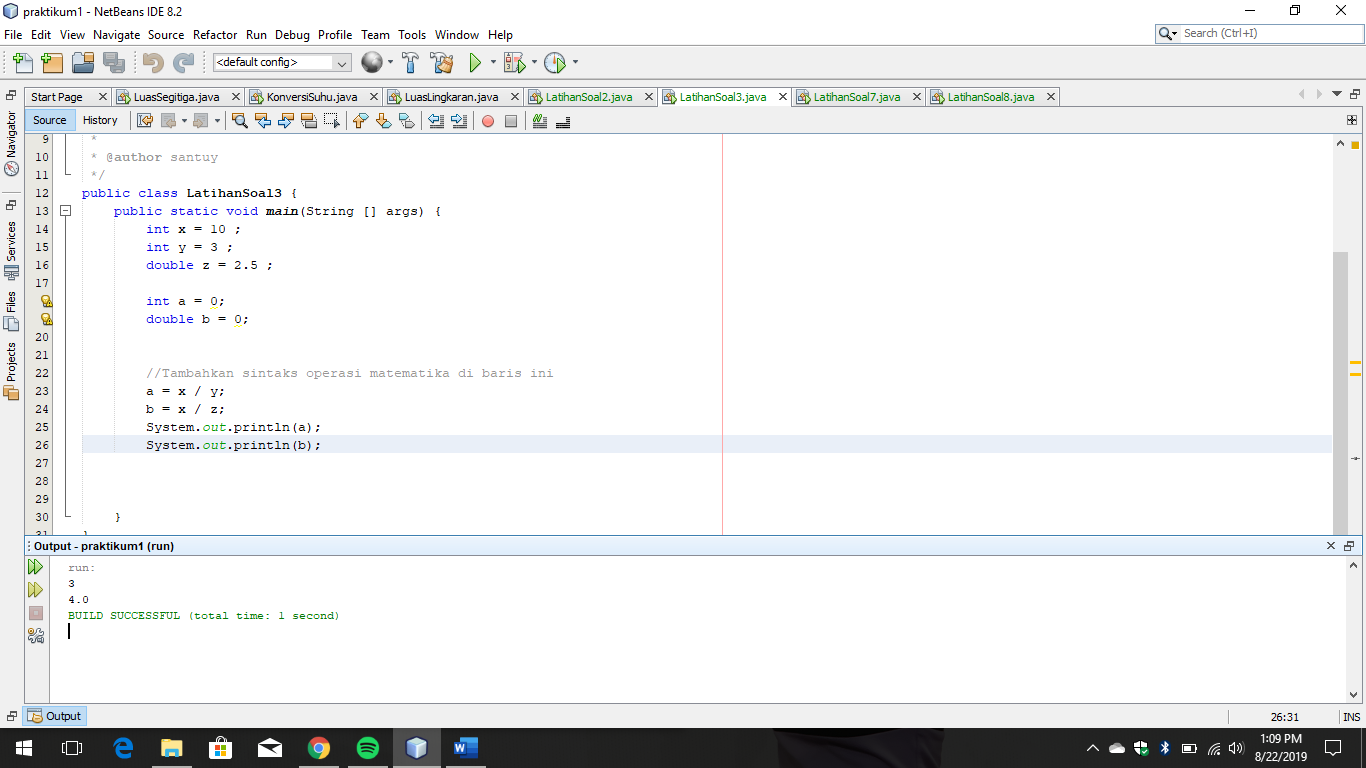 praktikum1 - NetBeans IDE 8.2
File Edit View Navigate Source Refactor Run Debug Profile Team Tools Window Help
Search (Ctrl+I)
<default config>
Start Page LuasSegitiga.java KonversiSuhu.java LuasLingkaran.java LatihanSoal2.java LatihanSoal3.java LatihanSoal7.java LatihanSoal8.java
Source History
Navigator
Services
Files
Projects
9 *
10 * @author santuy
11 */
12 public class LatihanSoal3 {
13 public static void main(String [] args) {
14 int x = 10 ;
15 int y = 3 ;
16 double z = 2.5 ;
17
int a = 0;
double b = 0;
20
21
22 //Tambahkan sintaks operasi matematika di baris ini
23 a = x / y;
24 b = x / z;
25 System.out.println(a);
26 System.out.println(b);
27
28
29
30 }
31 }
Output - praktikum1 (run)
run:
3
4.0
BUILD SUCCESSFUL (total time: 1 second)
Output
26:31 INS
1:09 PM
8/22/2019